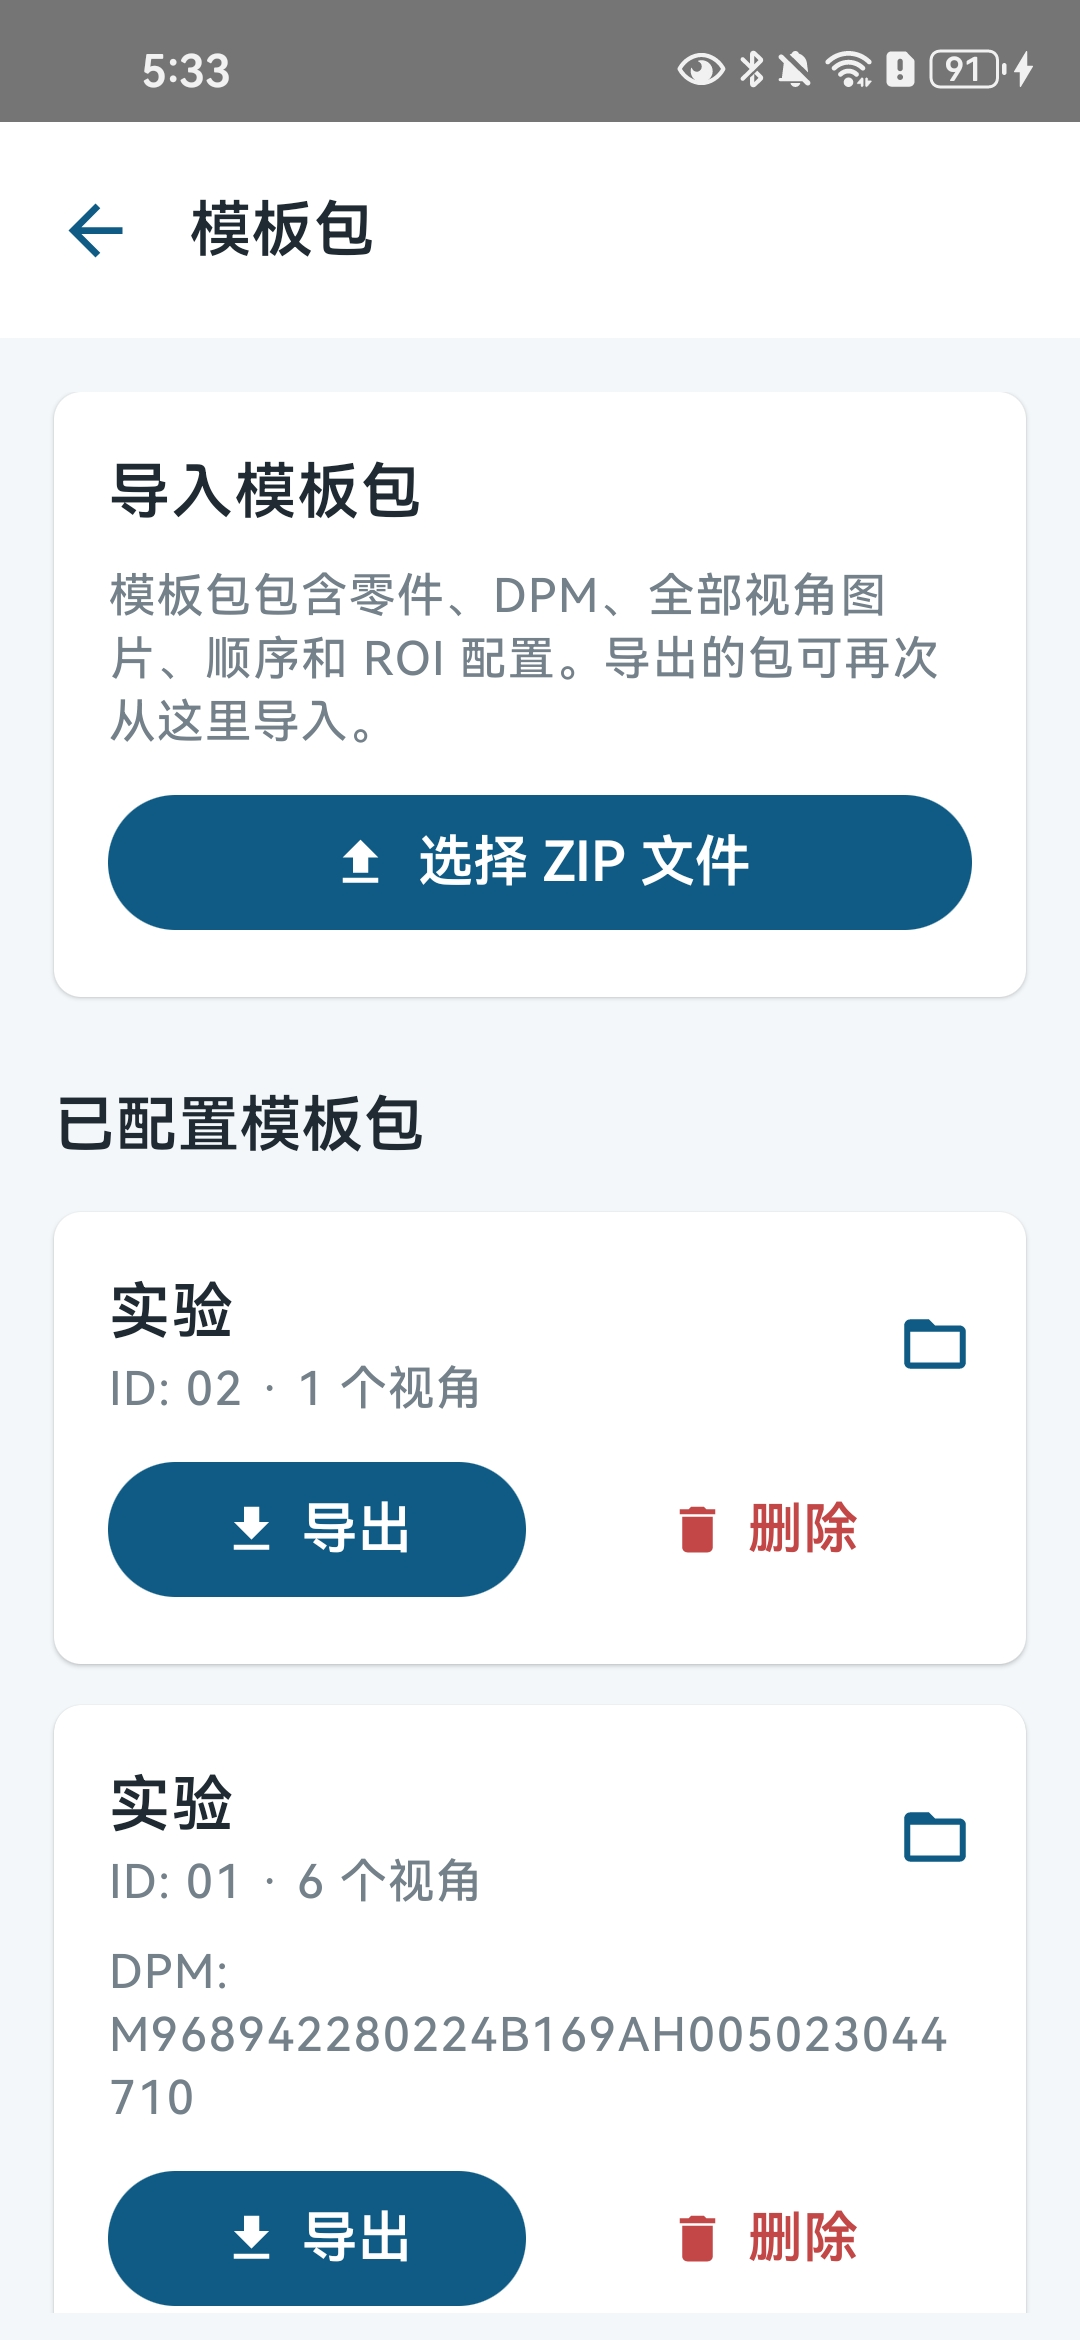 5:33
91
模板包
导入模板包
模板包包含零件、DPM、全部视角图
片、顺序和 ROI 配置。导出的包可再次
从这里导入。
选择 ZIP 文件
已配置模板包
实验
ID: 02 · 1 个视角
导出
删除
实验
ID: 01 · 6 个视角
DPM:
M968942280224B169AH005023044
710
导出
删除